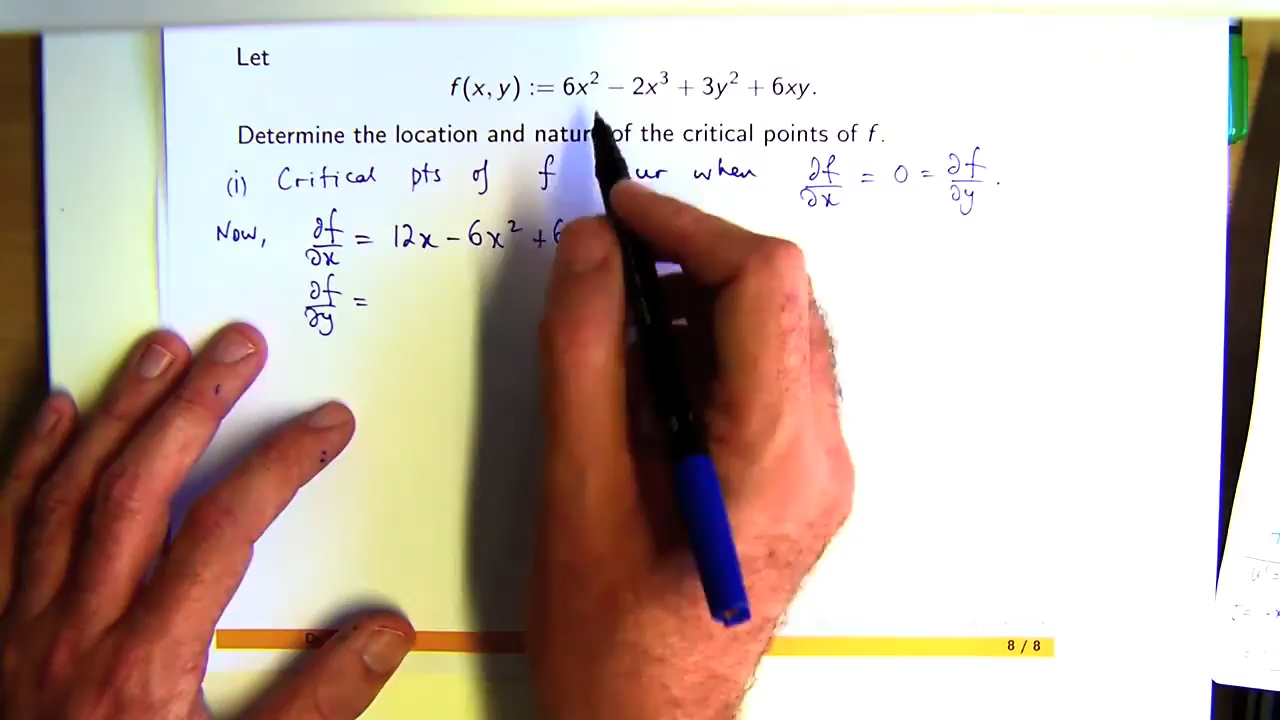 Let
f(x, y) := 6x² − 2x³ + 3y² + 6xy.
Determine the location and natur of the critical points of f.
(i) Critical pts of f ur when ∂f/∂x = 0 = ∂f/∂y.
Now, ∂f/∂x = 12x − 6x² + 6
∂f/∂y =
8 / 8